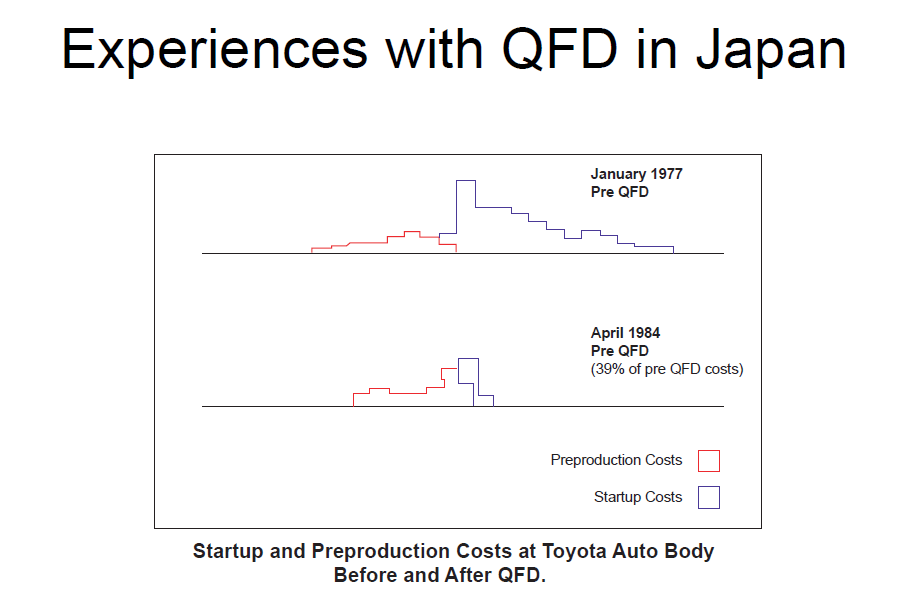 Experiences with QFD in Japan
January 1977
Pre QFD
April 1984
Pre QFD
(39% of pre QFD costs)
Preproduction Costs
Startup Costs
Startup and Preproduction Costs at Toyota Auto Body
Before and After QFD.